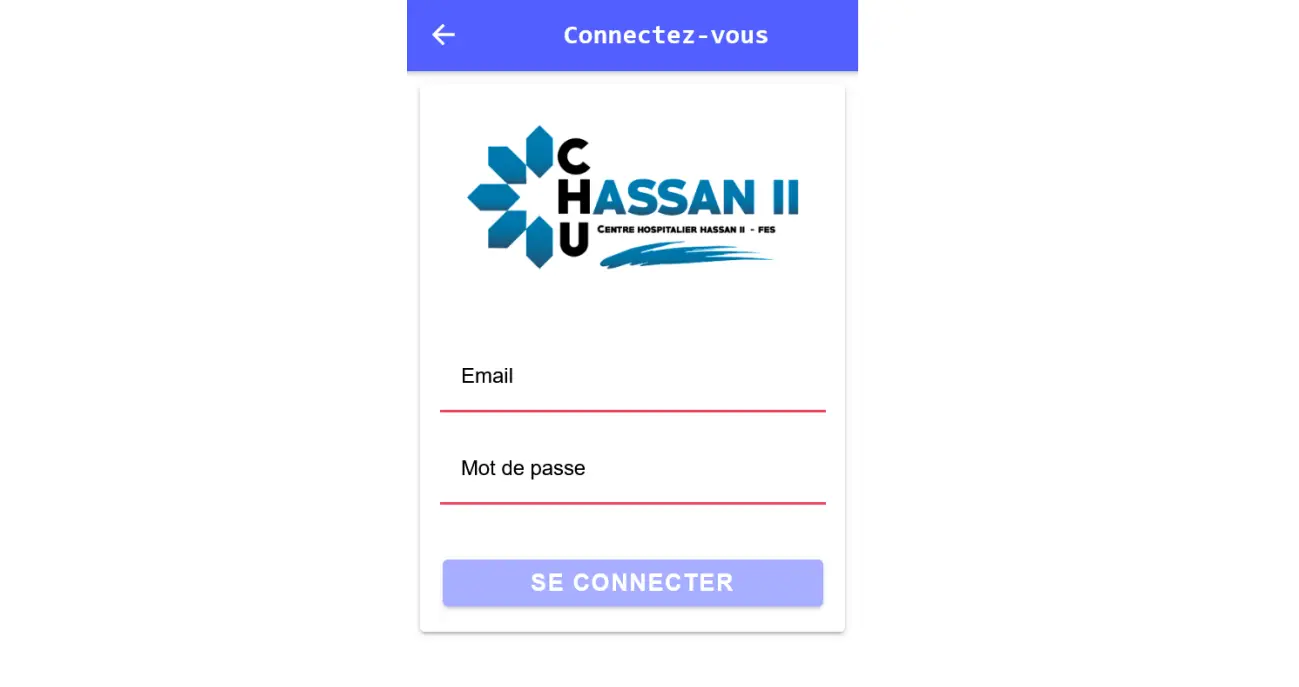 Connectez-vous
CHU
HASSAN II
CENTRE HOSPITALIER HASSAN II - FES
Email
Mot de passe
SE CONNECTER